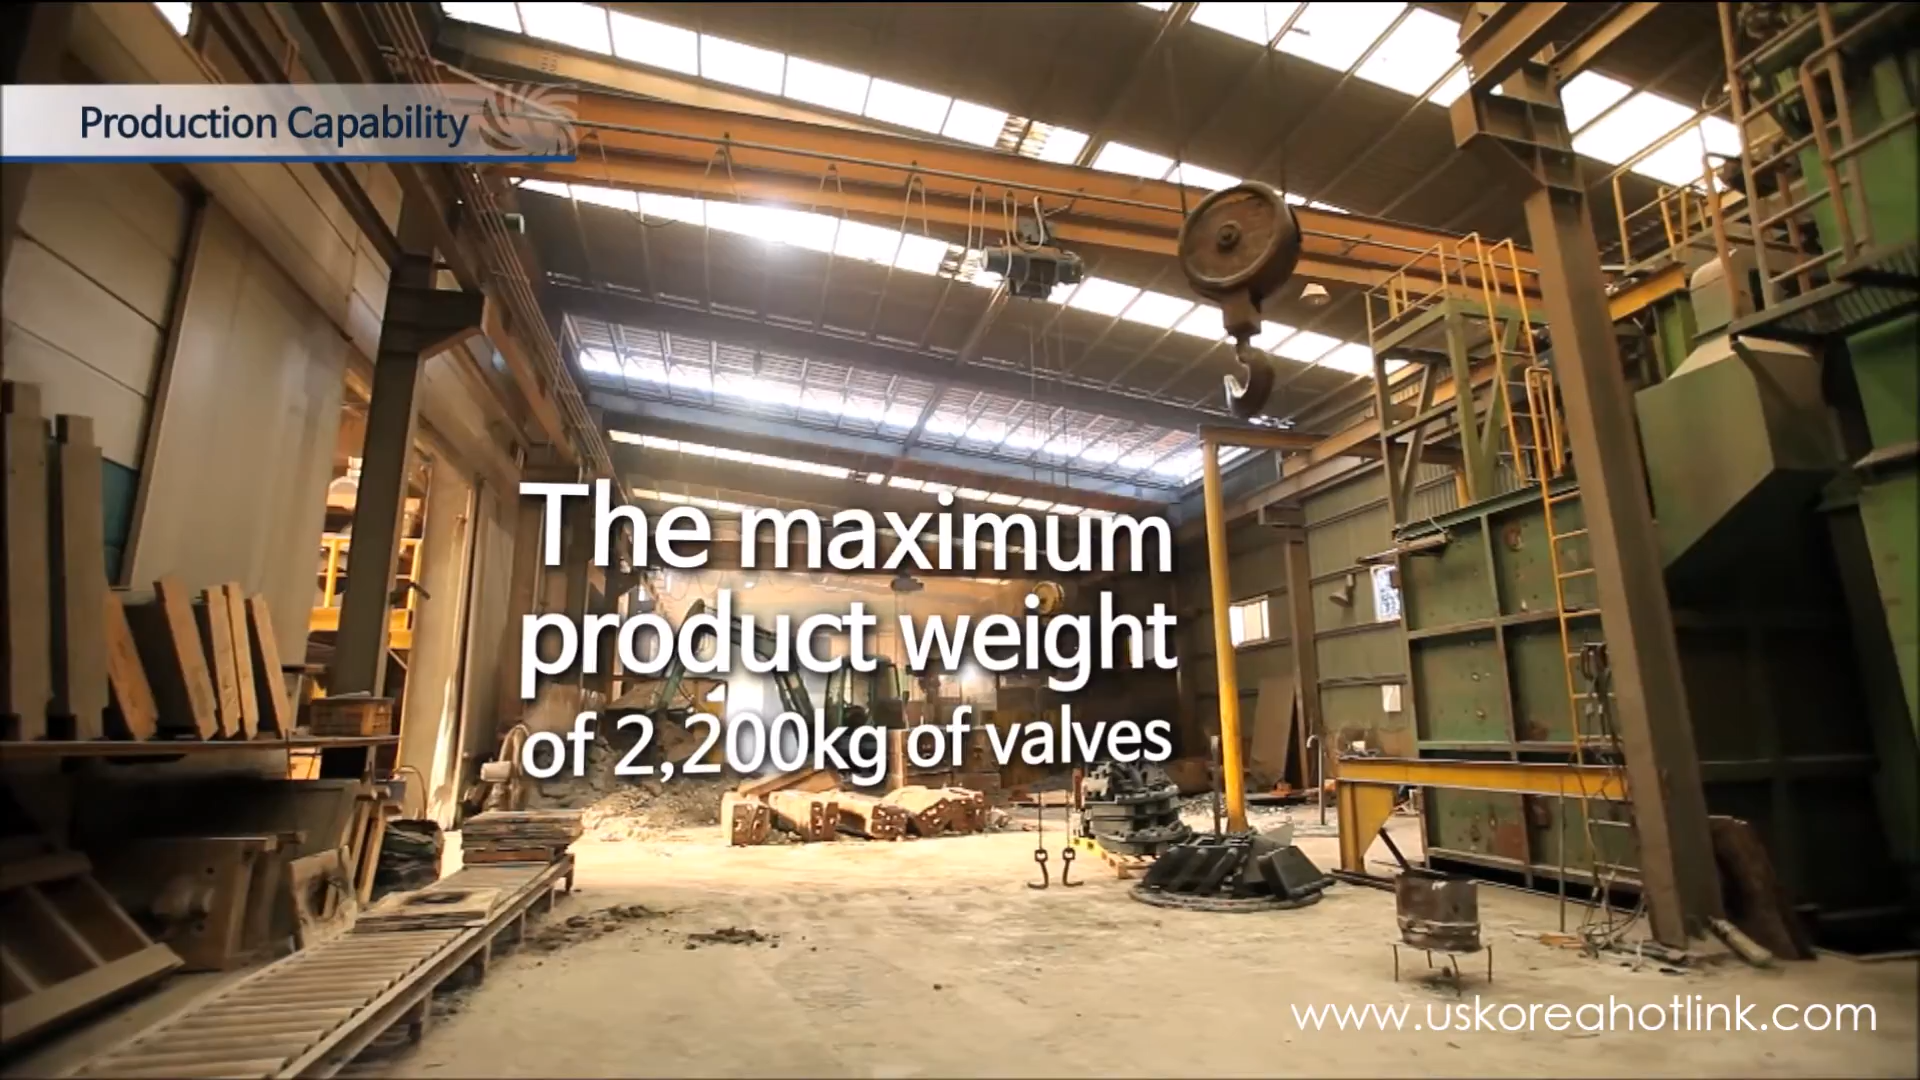 Production Capability
The maximum
product weight
of 2,200kg of valves
www.uskoreahotlink.com